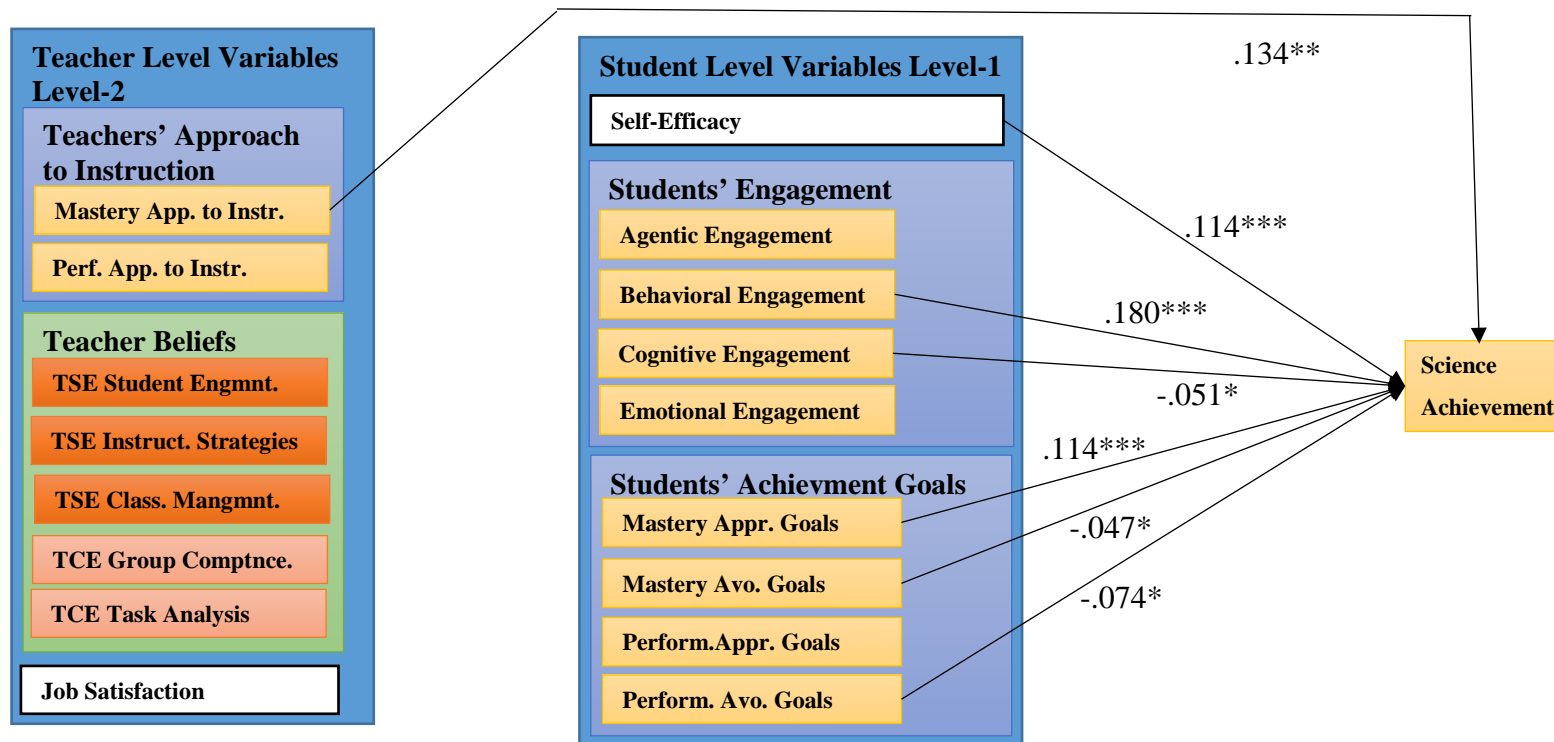 Teacher Level Variables
Level-2
Teachers’ Approach
to Instruction
Mastery App. to Instr.
Perf. App. to Instr.
Teacher Beliefs
TSE Student Engmnt.
TSE Instruct. Strategies
TSE Class. Mangmnt.
TCE Group Comptnce.
TCE Task Analysis
Job Satisfaction
Student Level Variables Level-1
Self-Efficacy
Students’ Engagement
Agentic Engagement
Behavioral Engagement
Cognitive Engagement
Emotional Engagement
Students’ Achievment Goals
Mastery Appr. Goals
Mastery Avo. Goals
Perform.Appr. Goals
Perform. Avo. Goals
.134**
.114***
.180***
-.051*
.114***
-.047*
-.074*
Science
Achievement